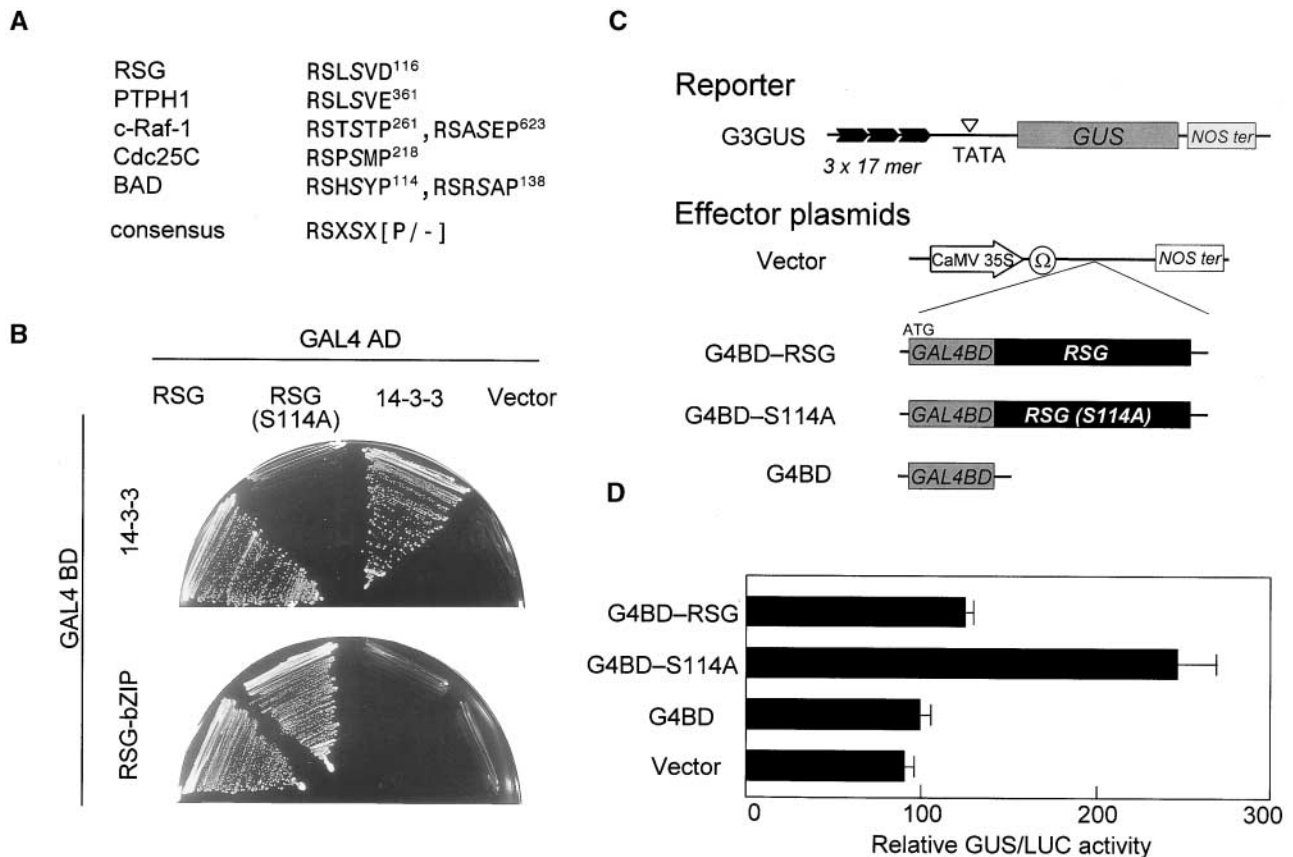 A
RSG RSLSVD116
PTPH1 RSLSVE361
c-Raf-1 RSTSTP261, RSASEP623
Cdc25C RSPSMP218
BAD RSHSYP114, RSRSAP138
consensus RSXSX[P/-]
B
GAL4 AD
RSG RSG (S114A) 14-3-3 Vector
GAL4 BD
14-3-3
RSG-bZIP
C
Reporter
G3GUS
3 x 17 mer
TATA
GUS
NOS ter
Effector plasmids
Vector
CaMV 35S
Ω
NOS ter
ATG
G4BD–RSG GAL4BD RSG
G4BD–S114A GAL4BD RSG (S114A)
G4BD GAL4BD
D
G4BD–RSG
G4BD–S114A
G4BD
Vector
0 100 200 300
Relative GUS/LUC activity